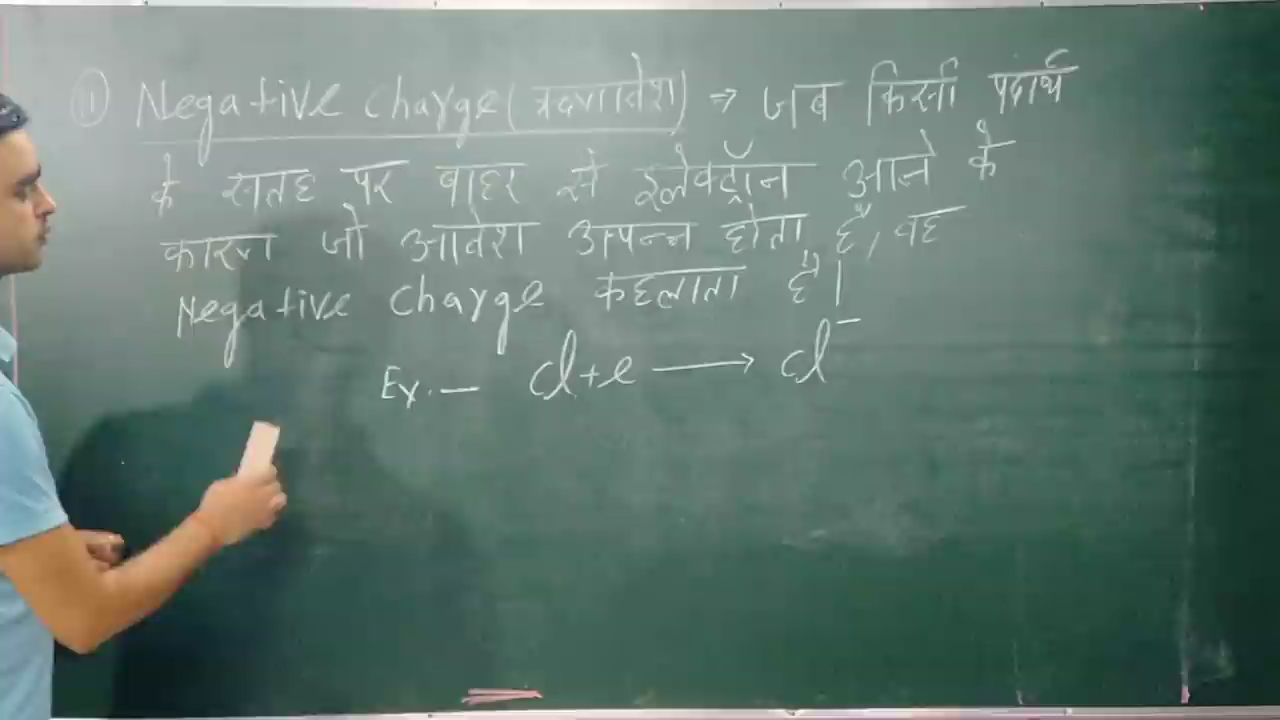 (ii) Negative Charge (ऋणावेश) ⇒ जब किसी पदार्थ
के सतह पर बाहर से इलेक्ट्रॉन आने के
कारण जो आवेश उत्पन्न होता है, वह
Negative Charge कहलाता है।
Ex.— Cl+e ⟶ Cl⁻